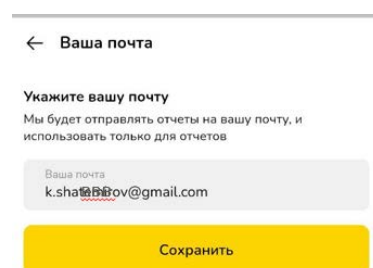 Ваша почта
Укажите вашу почту
Мы будет отправлять отчеты на вашу почту, и
использовать только для отчетов
Ваша почта
Сохранить